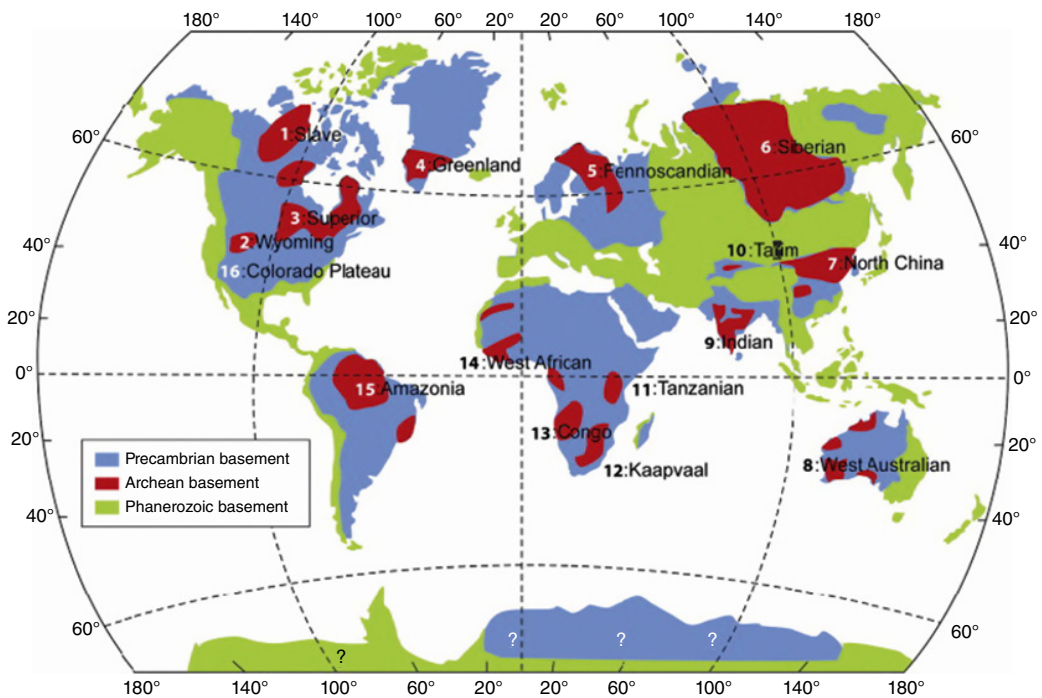 180° 140° 100° 60° 20° 20° 60° 100° 140° 180°
60° 60°
1:Slave
6:Siberian
4:Greenland
5:Fennoscandian
3:Superior
40° 40°
2:Wyoming
10:Tarim
7:North China
16:Colorado Plateau
20° 20°
9:Indian
14:West African
0° 0°
15:Amazonia
11:Tanzanian
13:Congo
20° 20°
Precambrian basement
Archean basement
Phanerozoic basement
8:West Australian
12:Kaapvaal
40° 40°
60° 60°
? ? ? ?
180° 140° 100° 60° 20° 20° 60° 100° 140° 180°